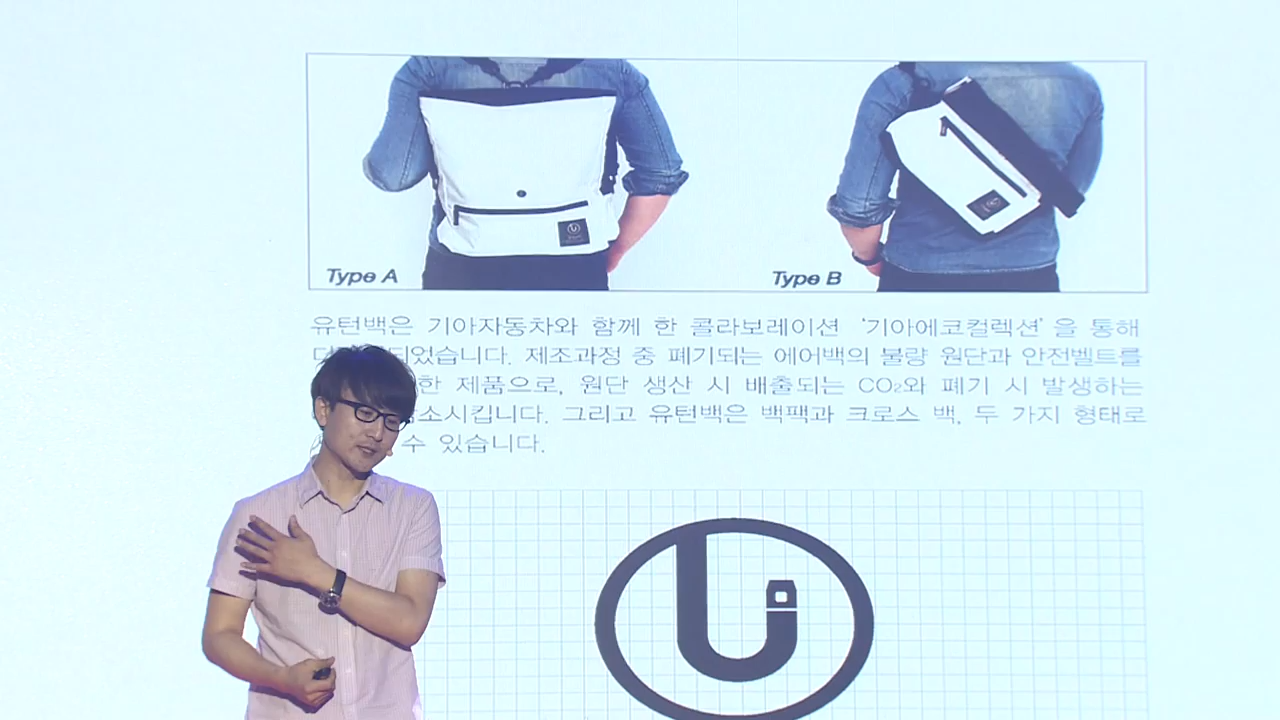 Type A
Type B
유턴백은 기아자동차와 함께 한 콜라보레이션 '기아에코컬렉션' 을 통해
되었습니다. 제조과정 중 폐기되는 에어백의 불량 원단과 안전벨트를
한 제품으로, 원단 생산 시 배출되는 CO₂와 폐기 시 발생하는
소시킵니다. 그리고 유턴백은 백팩과 크로스 백, 두 가지 형태로
수 있습니다.